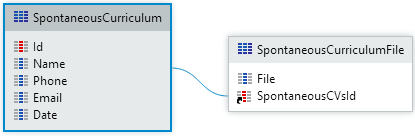 SpontaneousCurriculum
Id
Name
Phone
Email
Date
SpontaneousCurriculumFile
File
SpontaneousCVsId